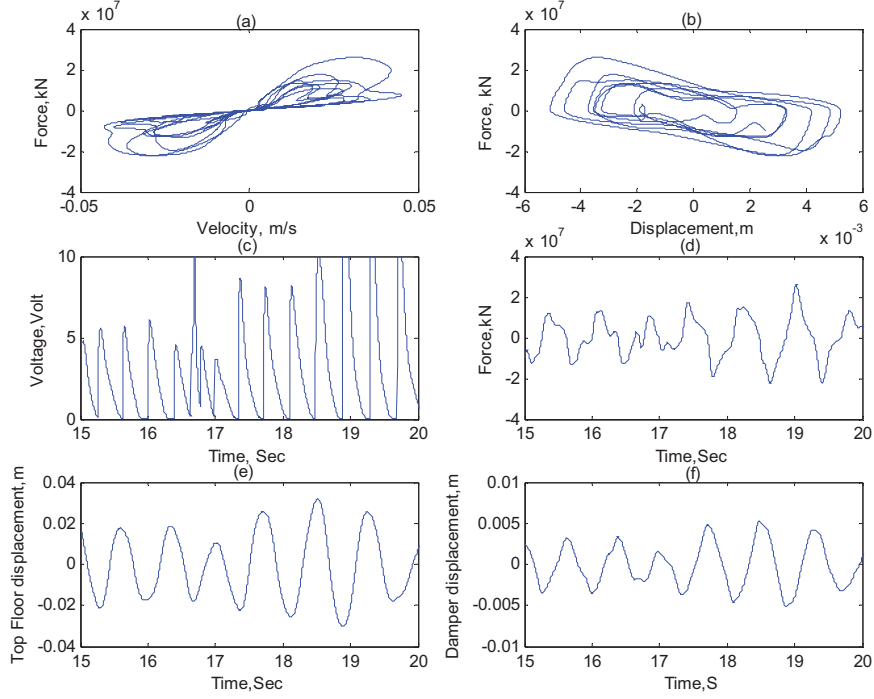 x 10^7
(a)
Force,kN
4
2
0
-2
-4
-0.05
0
0.05
Velocity, m/s
x 10^7
(b)
Force, kN
4
2
0
-2
-4
-6
-4
-2
0
2
4
6
Displacement,m
x 10^-3
(c)
Voltage,Volt
10
5
0
15
16
17
18
19
20
Time, Sec
x 10^7
(d)
Force,kN
4
2
0
-2
-4
15
16
17
18
19
20
Time,Sec
(e)
Top Floor displacement,m
0.04
0.02
0
-0.02
-0.04
15
16
17
18
19
20
Time,Sec
(f)
Damper displacement,m
0.01
0.005
0
-0.005
-0.01
15
16
17
18
19
20
Time,S